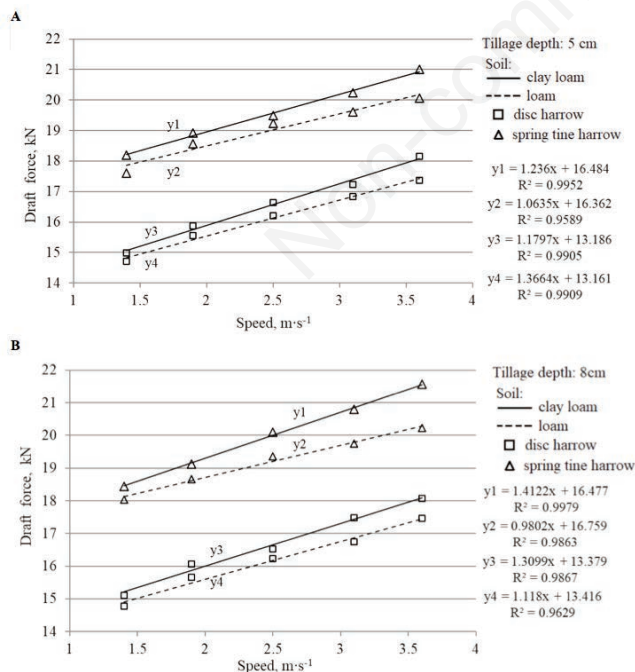 A
22
21
20
19
18
17
16
15
14
Draft force, kN
1
1.5
2
2.5
3
3.5
4
Speed, m·s⁻¹
y1
y2
y3
y4
Tillage depth: 5 cm
Soil:
clay loam
loam
disc harrow
spring tine harrow
y1 = 1.236x + 16.484
R² = 0.9952
y2 = 1.0635x + 16.362
R² = 0.9589
y3 = 1.1797x + 13.186
R² = 0.9905
y4 = 1.3664x + 13.161
R² = 0.9909
Non-com
B
22
21
20
19
18
17
16
15
14
Draft force, kN
1
1.5
2
2.5
3
3.5
4
Speed, m·s⁻¹
y1
y2
y3
y4
Tillage depth: 8cm
Soil:
clay loam
loam
disc harrow
spring tine harrow
y1 = 1.4122x + 16.477
R² = 0.9979
y2 = 0.9802x + 16.759
R² = 0.9863
y3 = 1.3099x + 13.379
R² = 0.9867
y4 = 1.118x + 13.416
R² = 0.9629